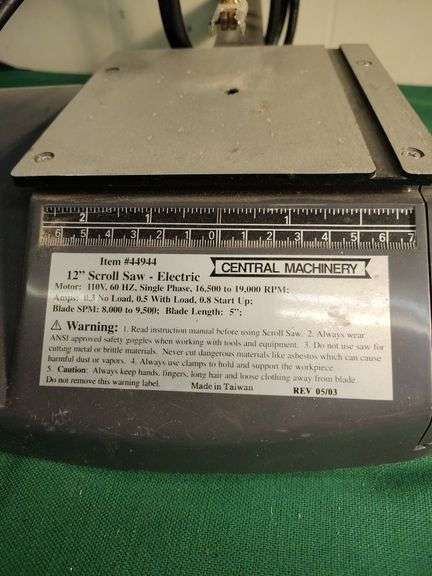 2 1 1 2
6 5 4 3 2 1 0 1 2 3 4 5 6 7
Item #44944
CENTRAL MACHINERY
12" Scroll Saw - Electric
Motor: 110V, 60 HZ, Single Phase, 16,500 to 19,000 RPM;
Amps: 0.3 No Load, 0.5 With Load, 0.8 Start Up;
Blade SPM: 8,000 to 9,500; Blade Length: 5";
⚠ Warning: 1. Read instruction manual before using Scroll Saw. 2. Always wear
ANSI approved safety goggles when working with tools and equipment. 3. Do not use saw for
cutting metal or brittle materials. Never cut dangerous materials like asbestos which can cause
harmful dust or vapors. 4. Always use clamps to hold and support the workpiece
5. Caution: Always keep hands, fingers, long hair and loose clothing away from blade
Do not remove this warning label. Made in Taiwan REV 05/03